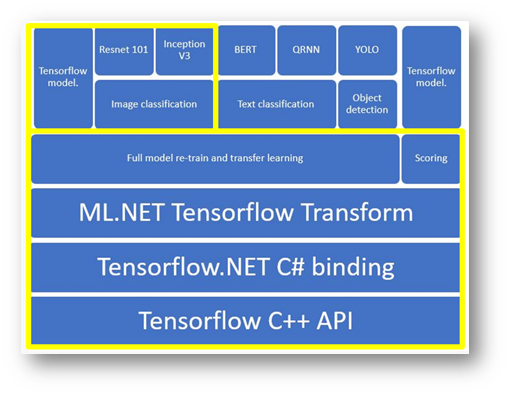 Tensorflow
model.
Resnet 101
Inception
V3
BERT
QRNN
YOLO
Tensorflow
model.
Image classification
Text classification
Object
detection
Full model re-train and transfer learning
Scoring
ML.NET Tensorflow Transform
Tensorflow.NET C# binding
Tensorflow C++ API